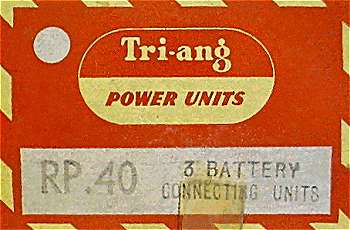 Tri-ang
POWER UNITS
RP.40
3 BATTERY
CONNECTING UNITS